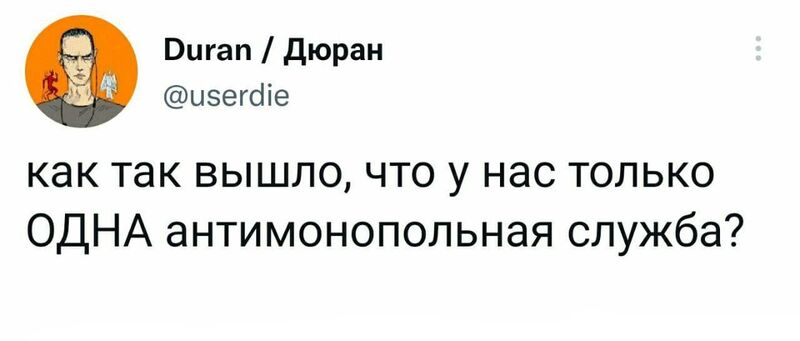 Duran / Дюран
@userdie
как так вышло, что у нас только
ОДНА антимонопольная служба?